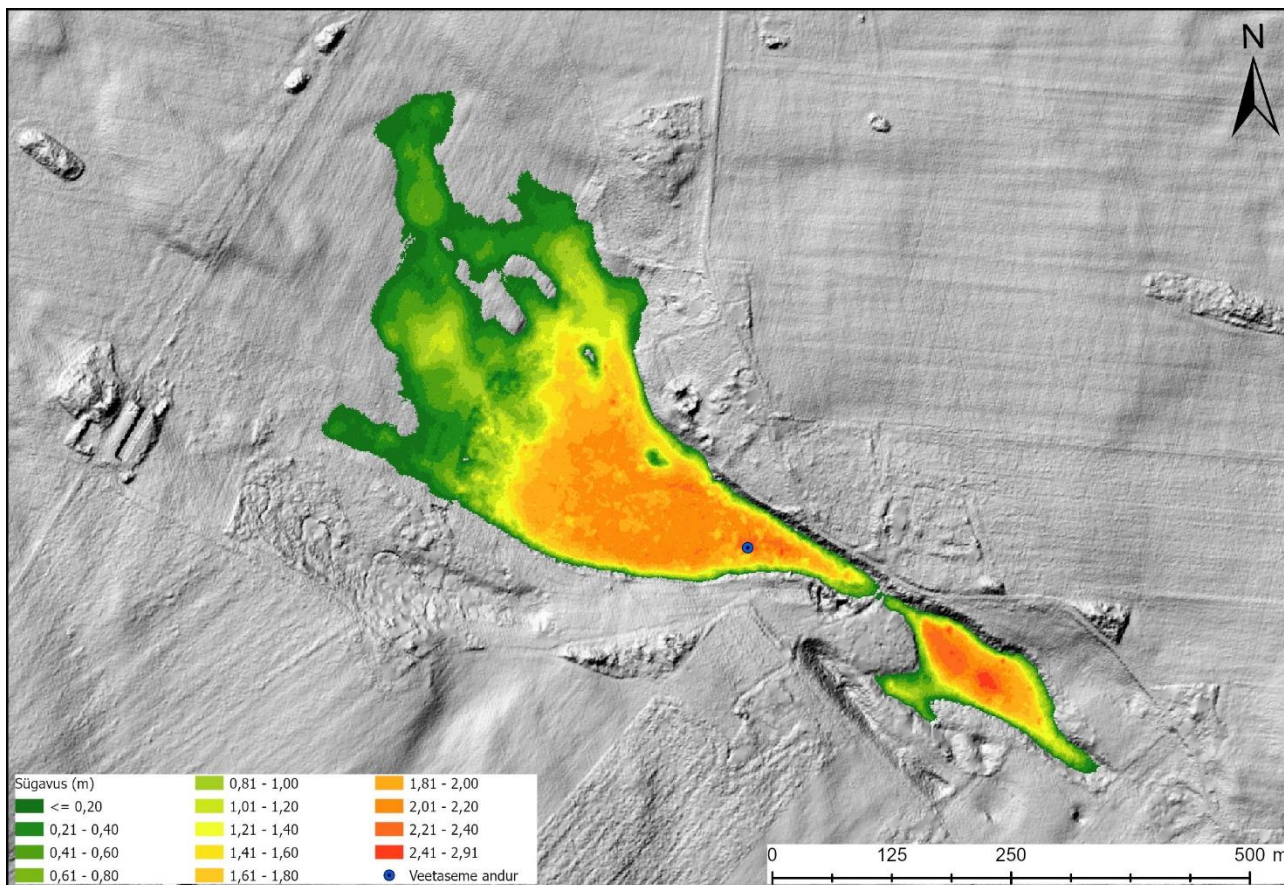 N
Sügavus (m)
<= 0,20
0,21 - 0,40
0,41 - 0,60
0,61 - 0,80
0,81 - 1,00
1,01 - 1,20
1,21 - 1,40
1,41 - 1,60
1,61 - 1,80
1,81 - 2,00
2,01 - 2,20
2,21 - 2,40
2,41 - 2,91
Veetaseme andur
0 125 250 500 m